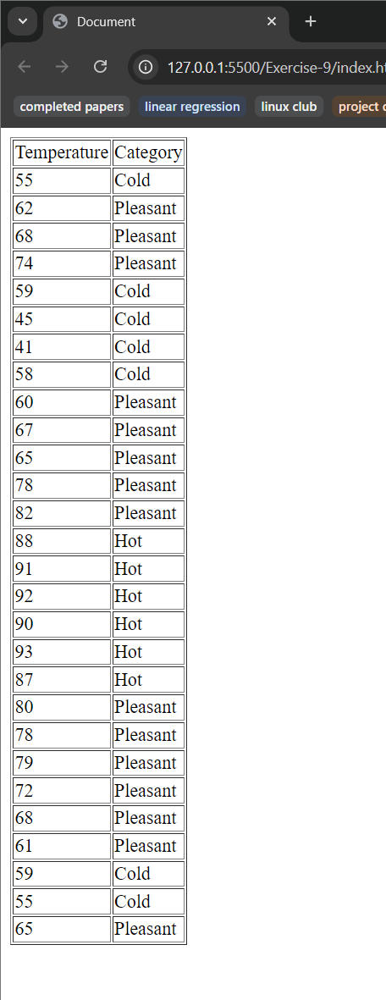 Document
127.0.0.1:5500/Exercise-9/index.h
completed papers linear regression linux club project
Temperature Category
55 Cold
62 Pleasant
68 Pleasant
74 Pleasant
59 Cold
45 Cold
41 Cold
58 Cold
60 Pleasant
67 Pleasant
65 Pleasant
78 Pleasant
82 Pleasant
88 Hot
91 Hot
92 Hot
90 Hot
93 Hot
87 Hot
80 Pleasant
78 Pleasant
79 Pleasant
72 Pleasant
68 Pleasant
61 Pleasant
59 Cold
55 Cold
65 Pleasant